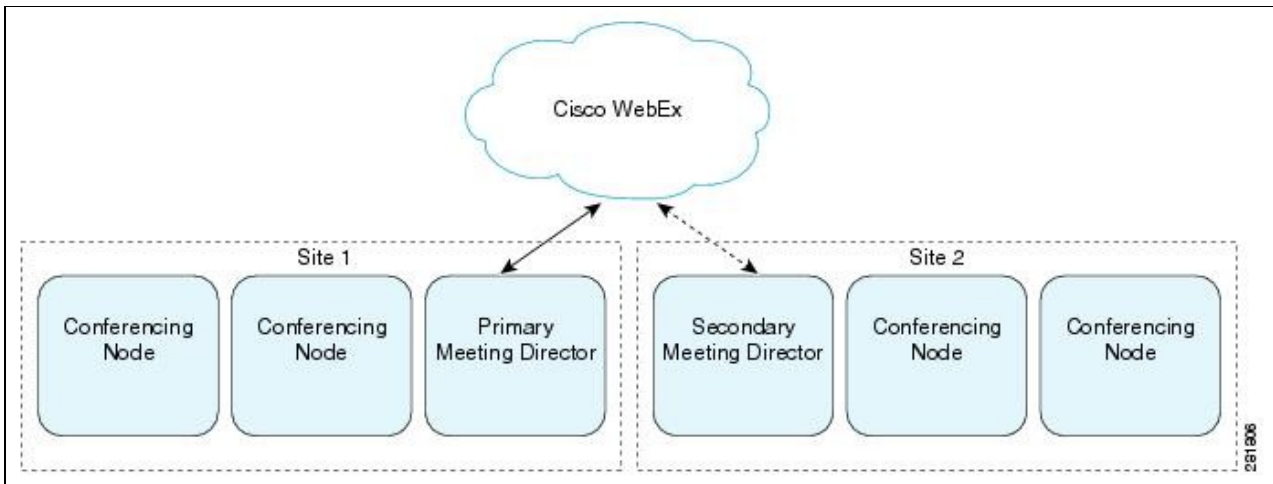 Cisco WebEx
Site 1
Conferencing
Node
Conferencing
Node
Primary
Meeting Director
Site 2
Secondary
Meeting Director
Conferencing
Node
Conferencing
Node
281906